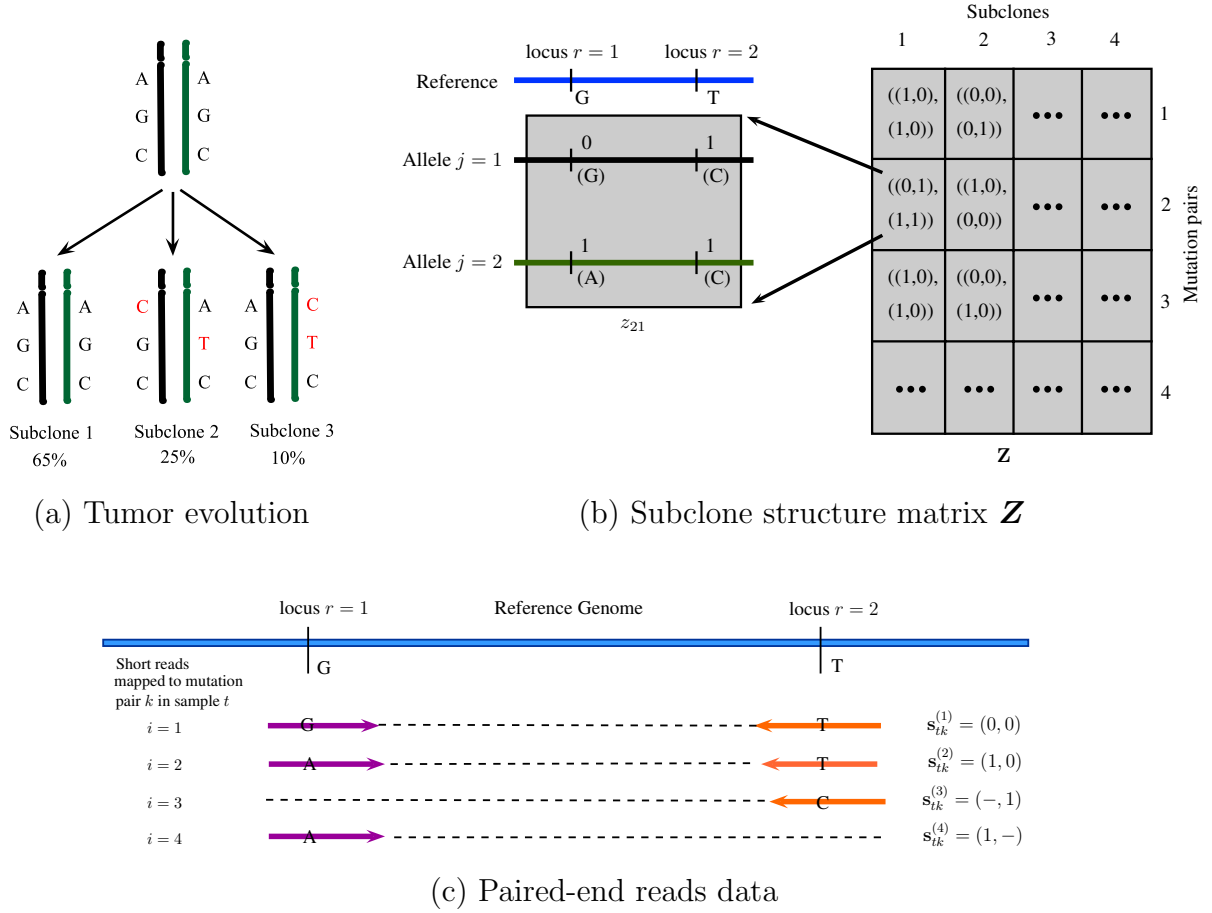 A A
G G
C C
A A C A A C
G G G T G T
C C C C C C
Subclone 1 Subclone 2 Subclone 3
65% 25% 10%
(a) Tumor evolution
locus r = 1 locus r = 2
Reference
G T
0 1
Allele j = 1
(G) (C)
1 1
Allele j = 2
(A) (C)
z21
Subclones
1 2 3 4
((1,0), ((0,0),
(1,0)) (0,1)) ••• •••
1
((0,1), ((1,0),
(1,1)) (0,0)) ••• •••
2
((1,0), ((0,0),
(1,0)) (1,0)) ••• •••
3
••• ••• ••• •••
4
Mutation pairs
Z
(b) Subclone structure matrix Z
locus r = 1 Reference Genome locus r = 2
G T
Short reads
mapped to mutation
pair k in sample t
i = 1 G T s_{tk}^{(1)} = (0, 0)
i = 2 A T s_{tk}^{(2)} = (1, 0)
i = 3 C s_{tk}^{(3)} = (−, 1)
i = 4 A s_{tk}^{(4)} = (1, −)
(c) Paired-end reads data